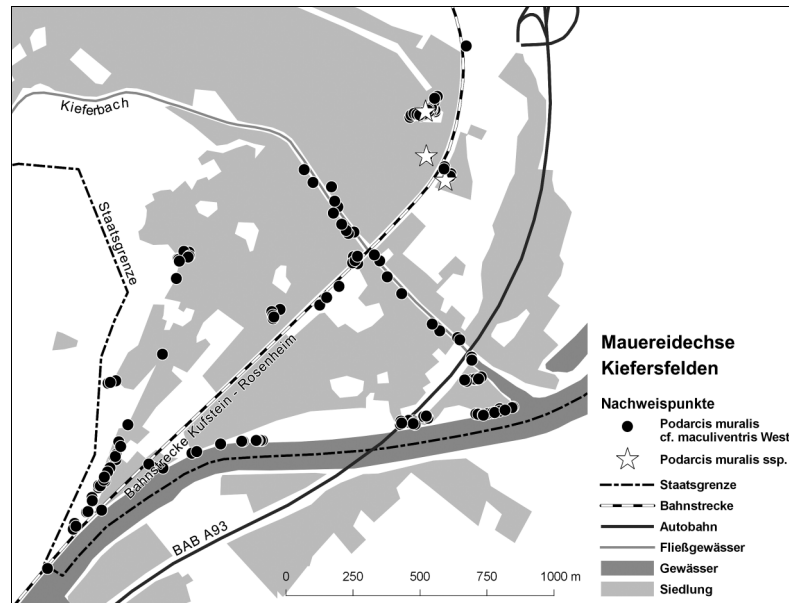 Kieferbach
Staatsgrenze
Bahnstrecke Kufstein - Rosenheim
BAB A93
Mauereidechse
Kiefersfelden
Nachweispunkte
Podarcis muralis
cf. maculiventris West
Podarcis muralis ssp.
Staatsgrenze
Bahnstrecke
Autobahn
Fließgewässer
Gewässer
Siedlung
0 250 500 750 1000 m